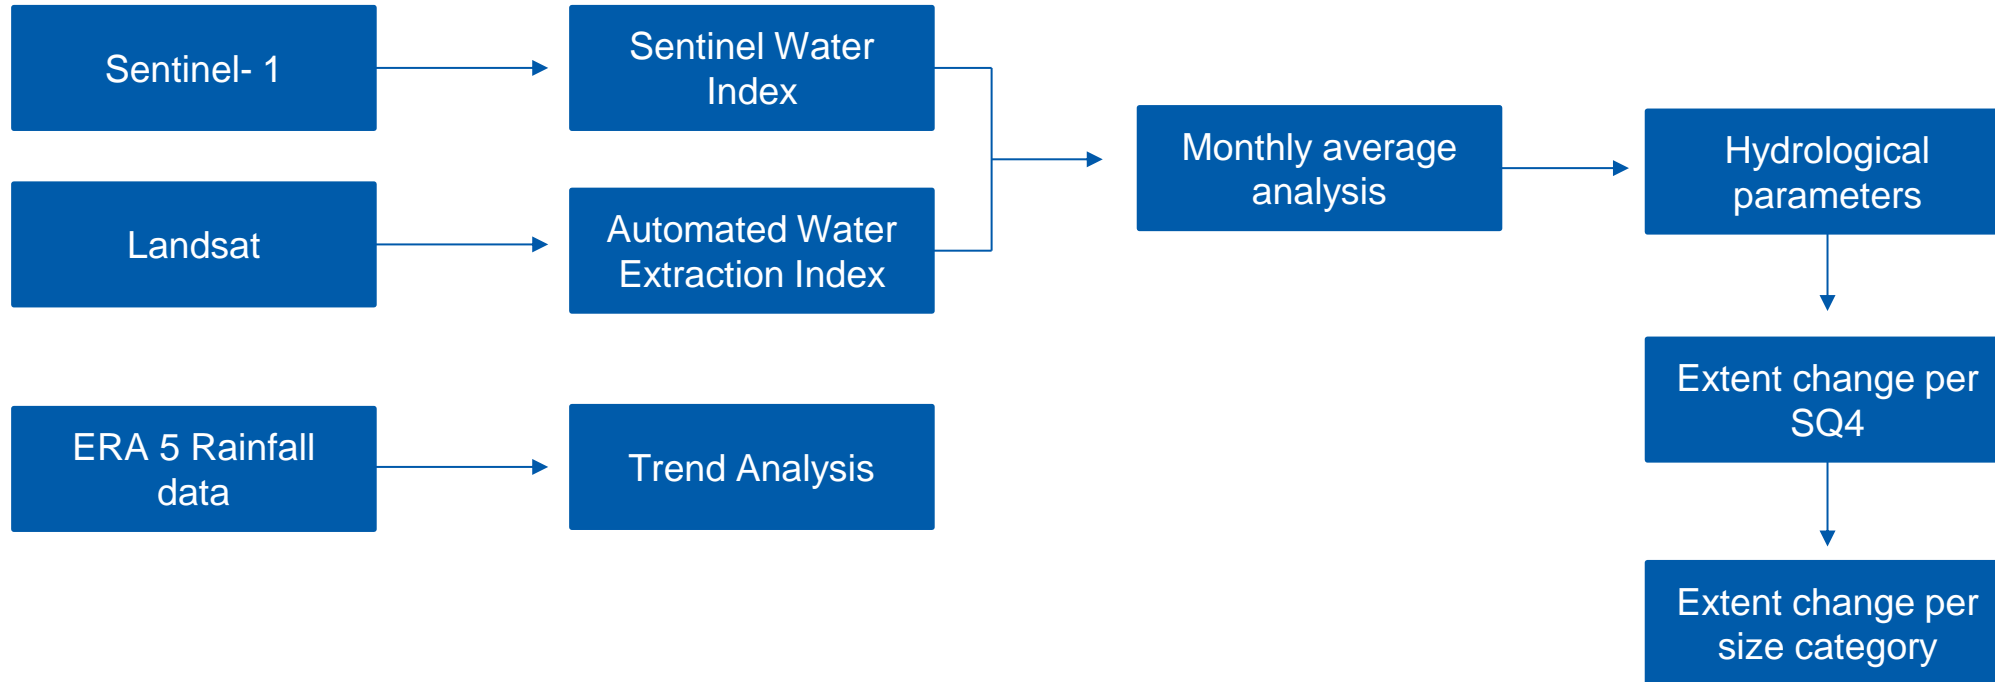 Sentinel- 1
Sentinel Water
Index
Landsat
Automated Water
Extraction Index
Monthly average
analysis
Hydrological
parameters
ERA 5 Rainfall
data
Trend Analysis
Extent change per
SQ4
Extent change per
size category